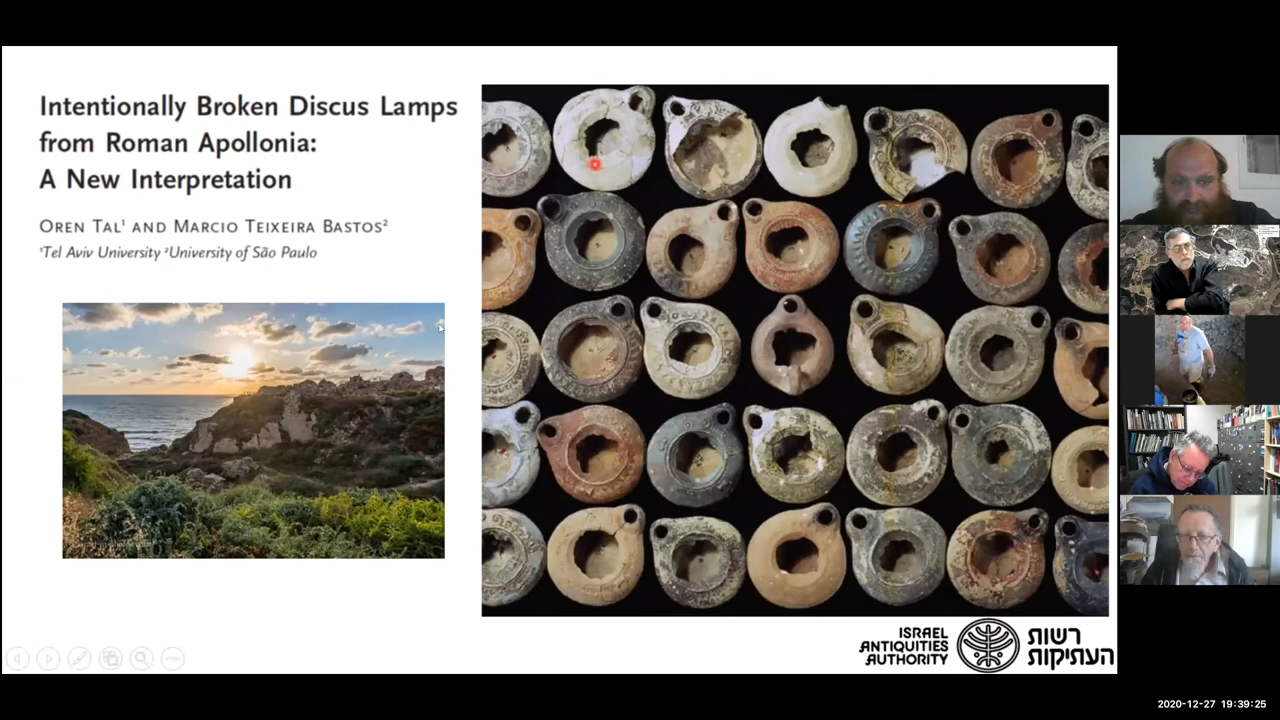 Intentionally Broken Discus Lamps
from Roman Apollonia:
A New Interpretation
Oren Tal¹ and Marcio Teixeira Bastos²
¹Tel Aviv University ²University of São Paulo
ISRAEL
ANTIQUITIES
AUTHORITY
רשות
העתיקות
2020-12-27 19:39:25